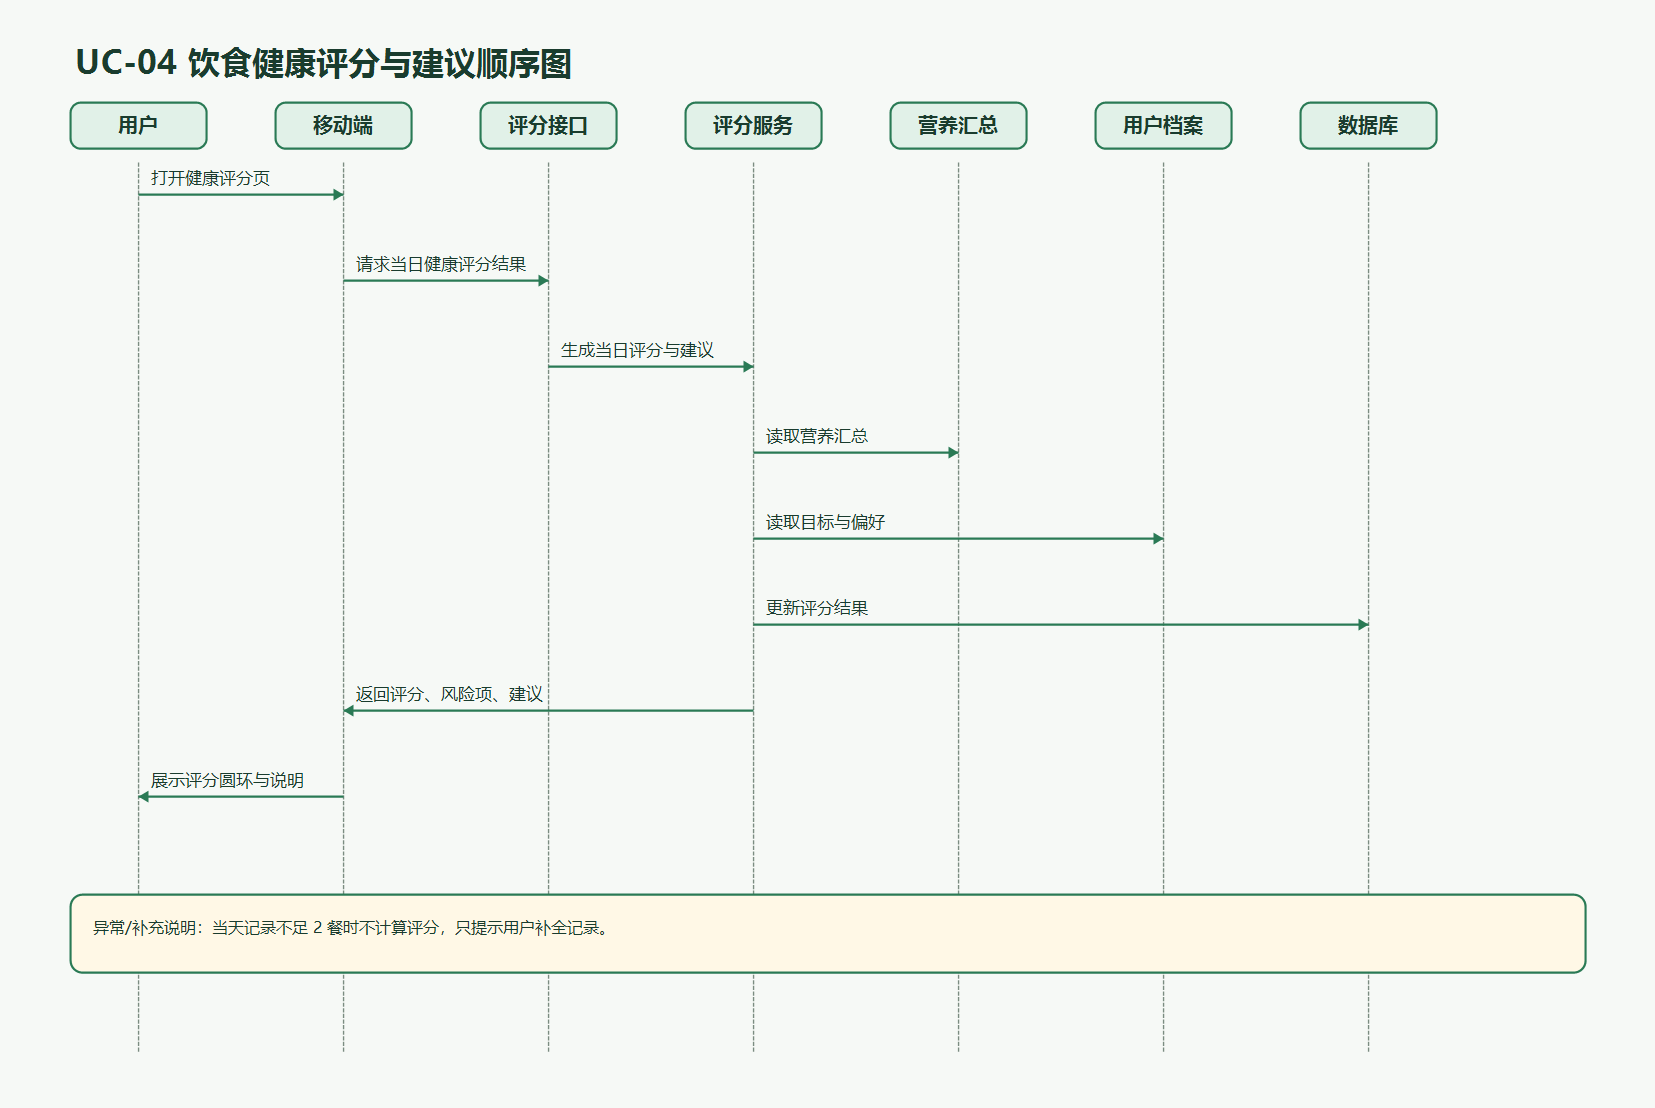 UC-04 饮食健康评分与建议顺序图
用户
移动端
评分接口
评分服务
营养汇总
用户档案
数据库
打开健康评分页
请求当日健康评分结果
生成当日评分与建议
读取营养汇总
读取目标与偏好
更新评分结果
返回评分、风险项、建议
展示评分圆环与说明
异常/补充说明：当天记录不足 2 餐时不计算评分，只提示用户补全记录。